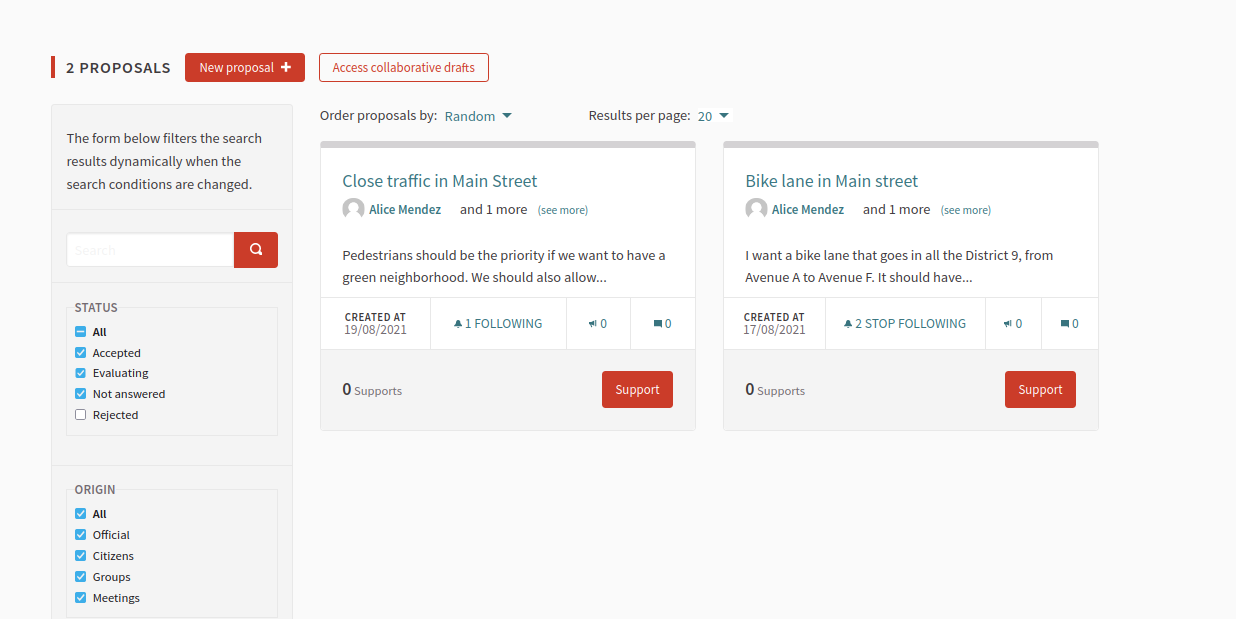 2 PROPOSALS
New proposal
Access collaborative drafts
The form below filters the search
results dynamically when the
search conditions are changed.
Search
STATUS
All
Accepted
Evaluating
Not answered
Rejected
ORIGIN
All
Official
Citizens
Groups
Meetings
Order proposals by: Random
Results per page: 20
Close traffic in Main Street
Alice Mendez and 1 more (see more)
Pedestrians should be the priority if we want to have a
green neighborhood. We should also allow...
CREATED AT
19/08/2021
1 FOLLOWING
0
0
0 Supports
Support
Bike lane in Main street
Alice Mendez and 1 more (see more)
I want a bike lane that goes in all the District 9, from
Avenue A to Avenue F. It should have...
CREATED AT
17/08/2021
2 STOP FOLLOWING
0
0
0 Supports
Support